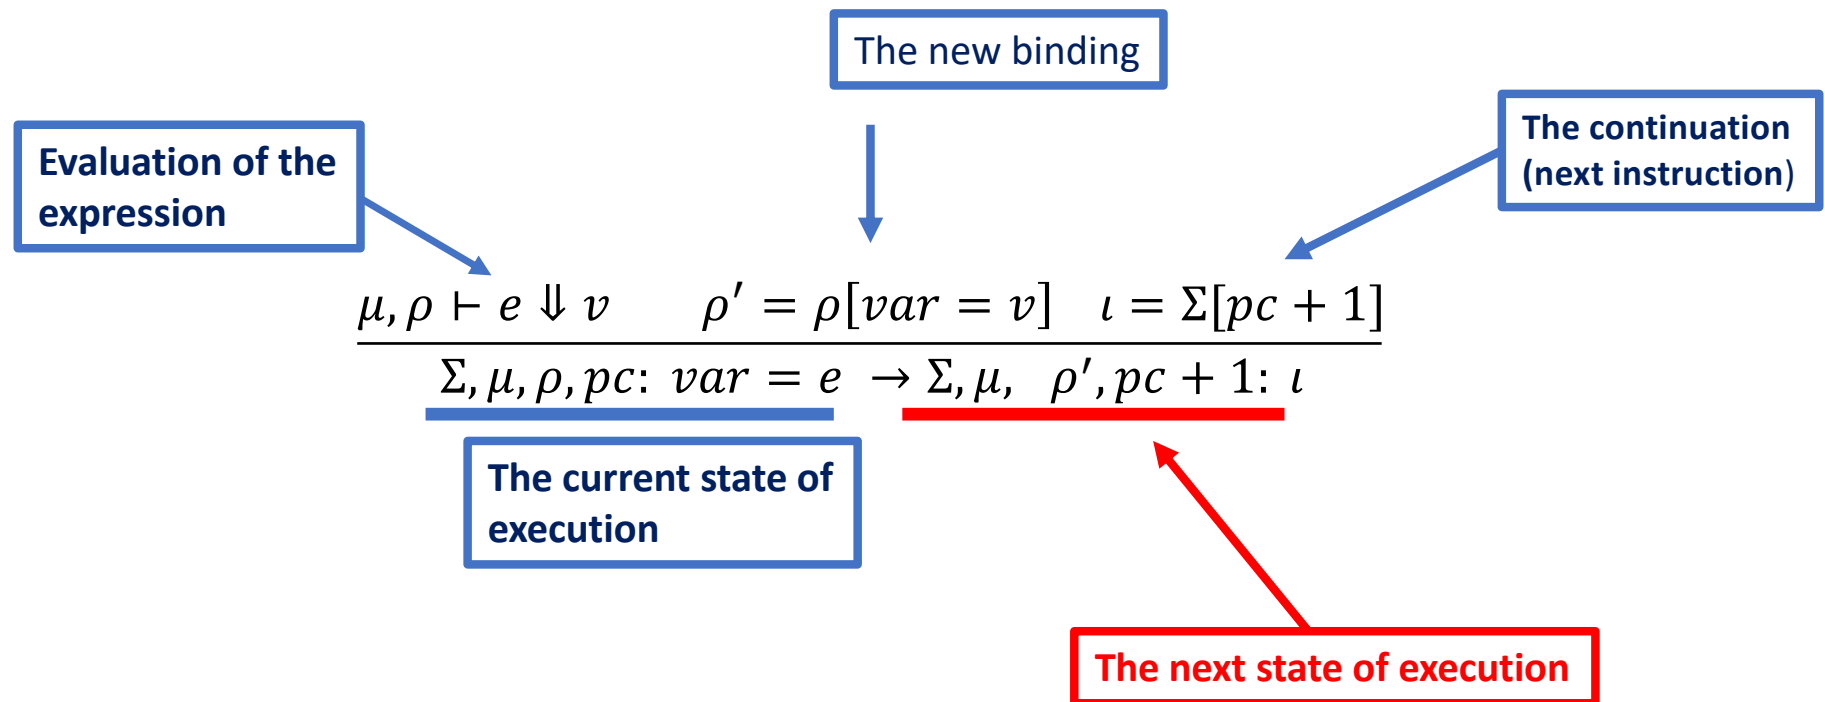 The new binding
The continuation
(next instruction)
Evaluation of the
expression
𝜇, 𝜌 ⊢ 𝑒 ⇓ 𝑣 𝜌′ = 𝜌[𝑣𝑎𝑟 = 𝑣] 𝜄 = Σ[𝑝𝑐 + 1]
Σ, 𝜇, 𝜌, 𝑝𝑐: 𝑣𝑎𝑟 = 𝑒 → Σ, 𝜇, 𝜌′, 𝑝𝑐 + 1: 𝜄
The current state of
execution
The next state of execution